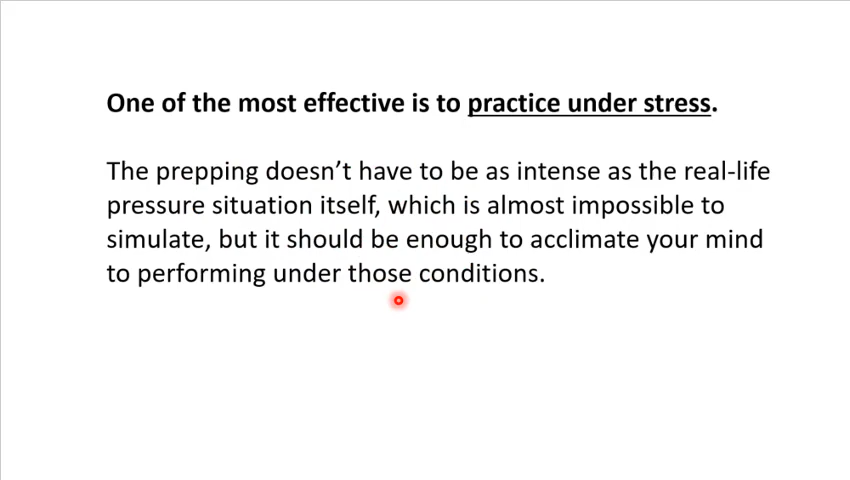 One of the most effective is to practice under stress.
The prepping doesn’t have to be as intense as the real-life
pressure situation itself, which is almost impossible to
simulate, but it should be enough to acclimate your mind
to performing under those conditions.